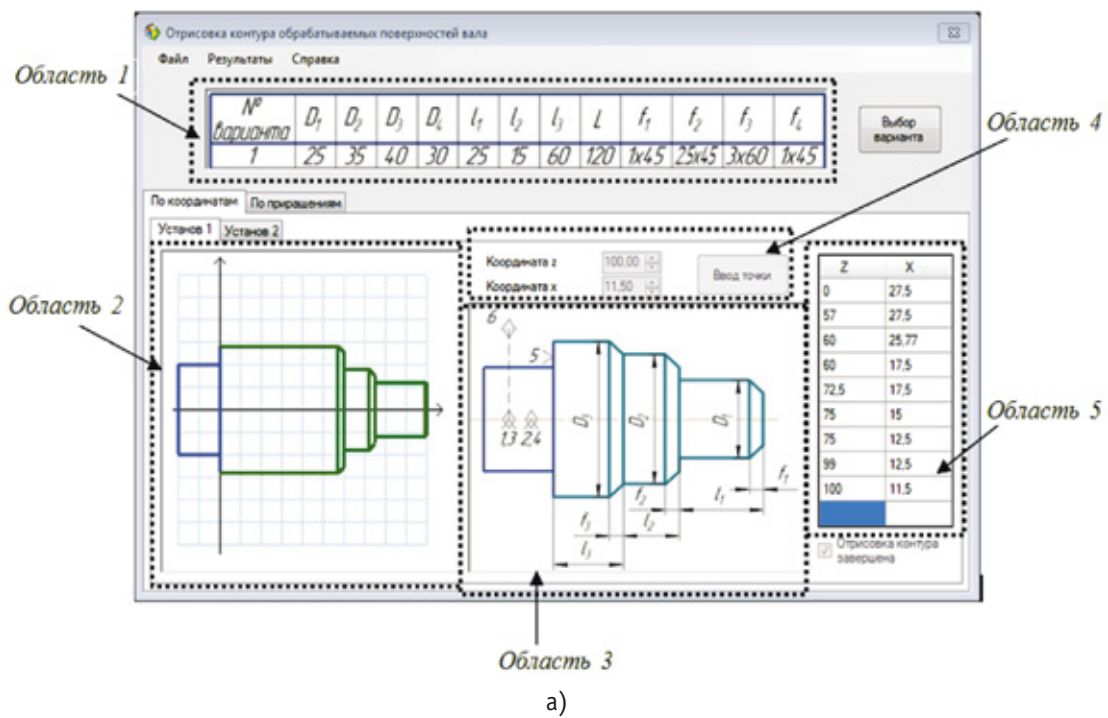 Отрисовка контура обрабатываемых поверхностей вала
Файл Результаты Справка
Область 1
№ варианта D₁ D₂ D₃ D₄ l₁ l₂ l₃ L f₁ f₂ f₃ f₄
1 25 35 40 30 25 15 60 120 1x45 25x45 3x60 1x45
Выбор варианта
Область 4
По координатам По приращениям
Установ 1 Установ 2
Координата z 100,00
Координата x 11,50
Ввод точки
Область 2
6
5
1,3 2,4
D₃ D₂ D₁
f₁
f₂ l₁
f₃ l₂
l₃
Z X
0 27,5
57 27,5
60 25,77
60 17,5
72,5 17,5
75 15
75 12,5
99 12,5
100 11,5
Область 5
Отрисовка контура
завершена
Область 3
а)